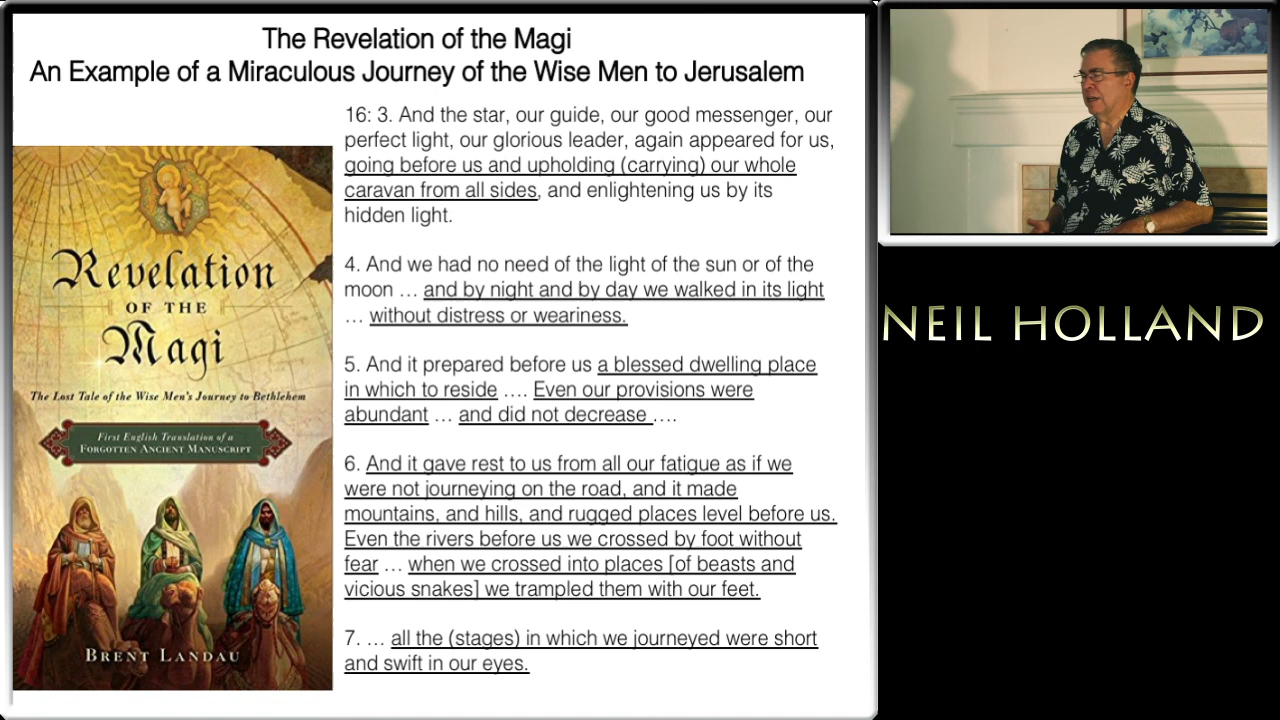 The Revelation of the Magi
An Example of a Miraculous Journey of the Wise Men to Jerusalem
16: 3. And the star, our guide, our good messenger, our
perfect light, our glorious leader, again appeared for us,
going before us and upholding (carrying) our whole
caravan from all sides, and enlightening us by its
hidden light.
4. And we had no need of the light of the sun or of the
moon … and by night and by day we walked in its light
… without distress or weariness.
5. And it prepared before us a blessed dwelling place
in which to reside …. Even our provisions were
abundant … and did not decrease ….
6. And it gave rest to us from all our fatigue as if we
were not journeying on the road, and it made
mountains, and hills, and rugged places level before us.
Even the rivers before us we crossed by foot without
fear … when we crossed into places [of beasts and
vicious snakes] we trampled them with our feet.
7. … all the (stages) in which we journeyed were short
and swift in our eyes.
Revelation
OF THE
Magi
The Lost Tale of the Wise Men's Journey to Bethlehem
First English Translation of a
FORGOTTEN ANCIENT MANUSCRIPT
BRENT LANDAU
NEIL HOLLAND